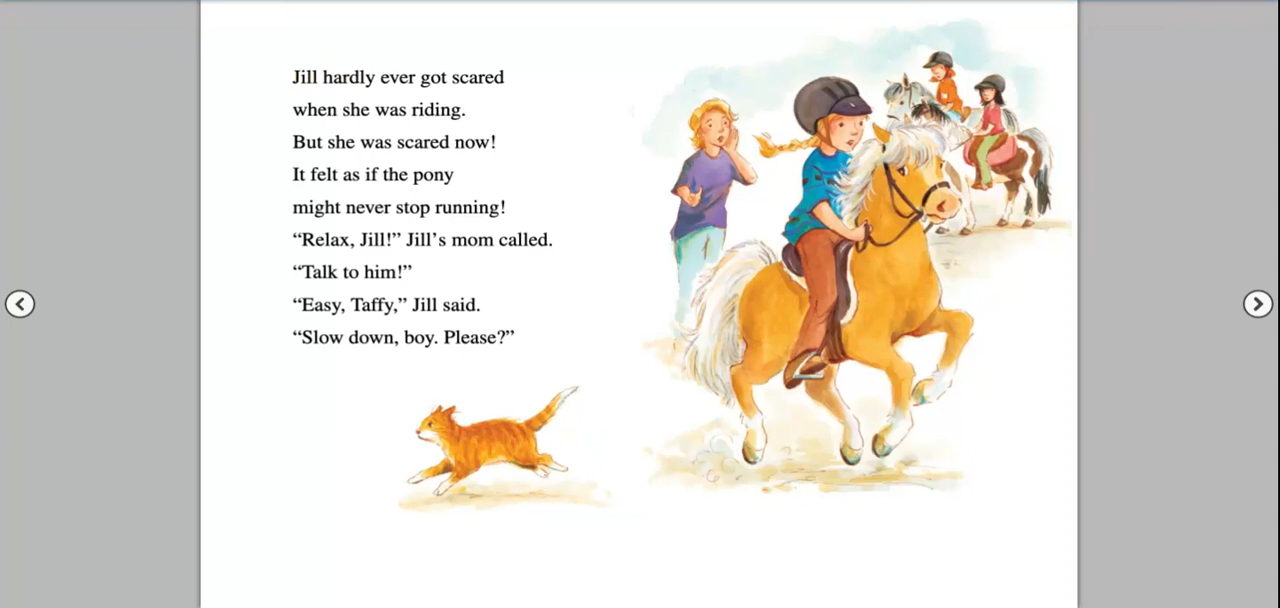 Jill hardly ever got scared
when she was riding.
But she was scared now!
It felt as if the pony
might never stop running!
“Relax, Jill!” Jill’s mom called.
“Talk to him!”
“Easy, Taffy,” Jill said.
“Slow down, boy. Please?”